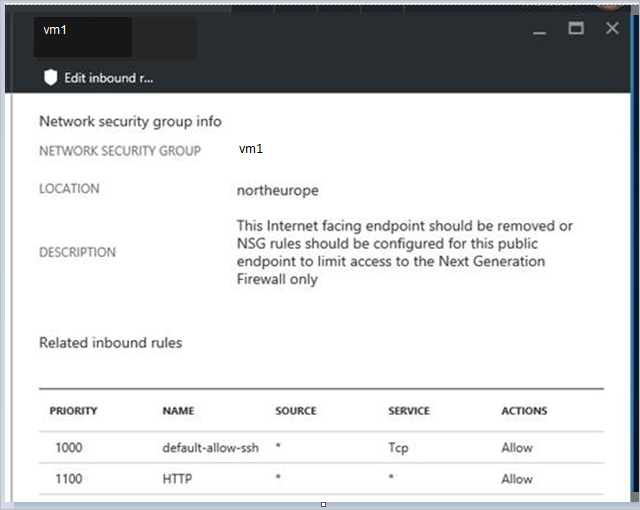 vm1
Edit inbound r...
Network security group info
NETWORK SECURITY GROUP vm1
LOCATION northeurope
DESCRIPTION This Internet facing endpoint should be removed or
NSG rules should be configured for this public
endpoint to limit access to the Next Generation
Firewall only
Related inbound rules
PRIORITY NAME SOURCE SERVICE ACTIONS
1000 default-allow-ssh * Tcp Allow
1100 HTTP * * Allow